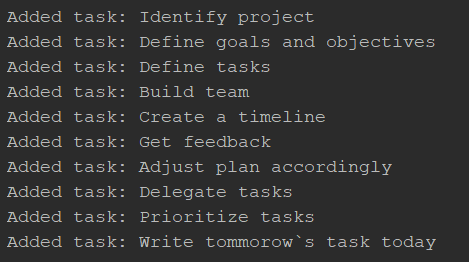 Added task: Identify project
Added task: Define goals and objectives
Added task: Define tasks
Added task: Build team
Added task: Create a timeline
Added task: Get feedback
Added task: Adjust plan accordingly
Added task: Delegate tasks
Added task: Prioritize tasks
Added task: Write tommorow`s task today